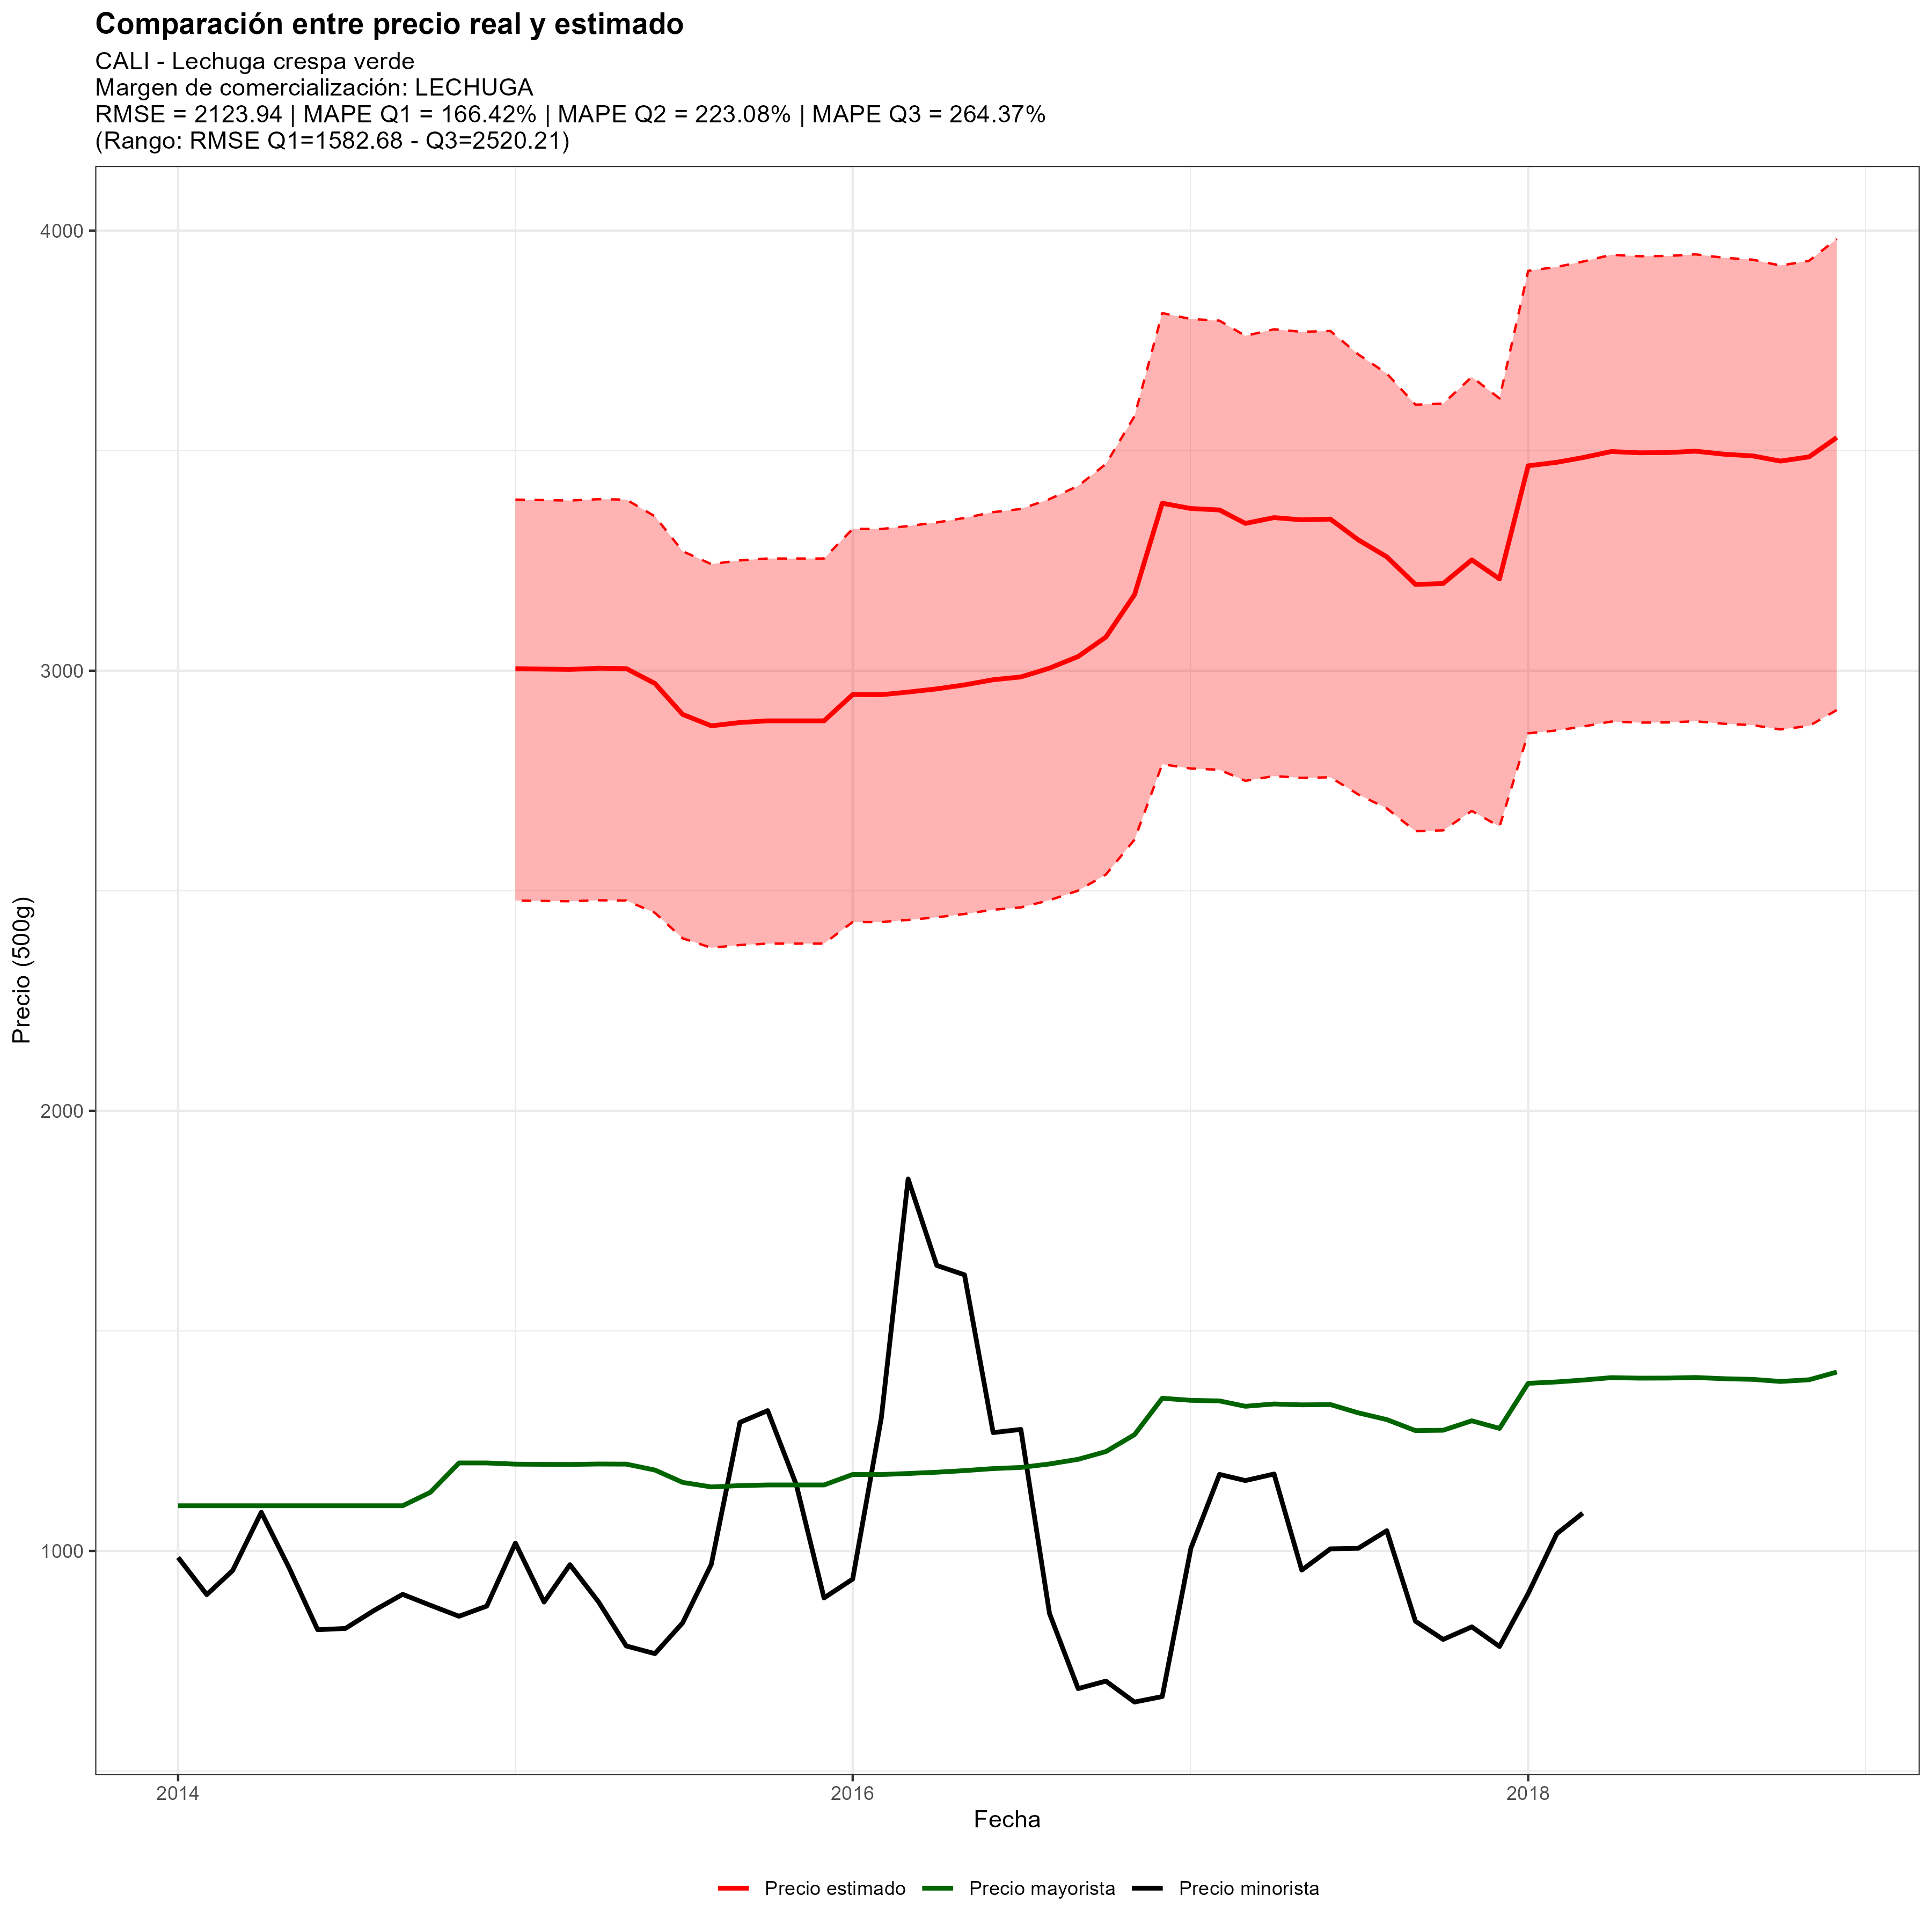 Comparación entre precio real y estimado
CALI - Lechuga crespa verde
Margen de comercialización: LECHUGA
RMSE = 2123.94 | MAPE Q1 = 166.42% | MAPE Q2 = 223.08% | MAPE Q3 = 264.37%
(Rango: RMSE Q1=1582.68 - Q3=2520.21)
4000
3000
2000
1000
Precio (500g)
2014
2016
2018
Fecha
Precio estimado
Precio mayorista
Precio minorista